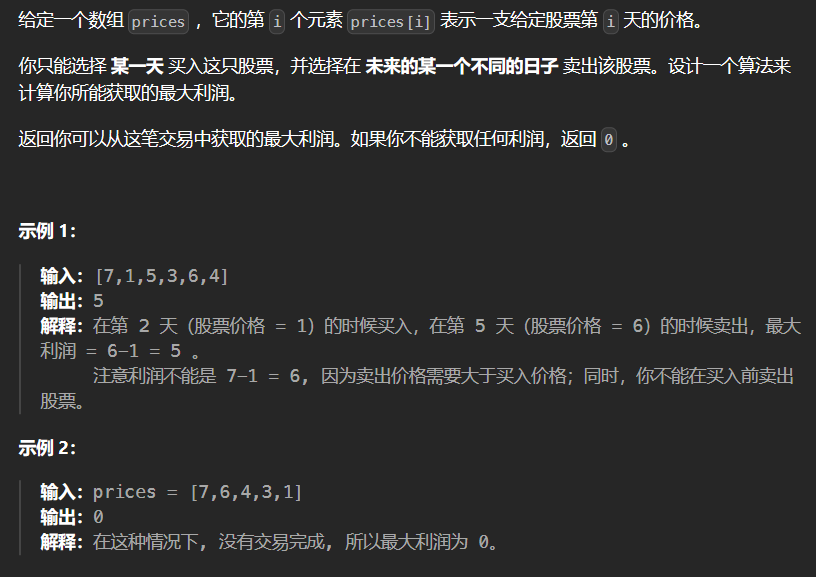 给定一个数组 prices ，它的第 i 个元素 prices[i] 表示一支给定股票第 i 天的价格。
你只能选择 某一天 买入这只股票，并选择在 未来的某一个不同的日子 卖出该股票。设计一个算法来
计算你所能获取的最大利润。
返回你可以从这笔交易中获取的最大利润。如果你不能获取任何利润，返回 0 。
示例 1：
输入：[7,1,5,3,6,4]
输出：5
解释：在第 2 天（股票价格 = 1）的时候买入，在第 5 天（股票价格 = 6）的时候卖出，最大
利润 = 6-1 = 5 。
注意利润不能是 7-1 = 6, 因为卖出价格需要大于买入价格；同时，你不能在买入前卖出
股票。
示例 2：
输入：prices = [7,6,4,3,1]
输出：0
解释：在这种情况下, 没有交易完成, 所以最大利润为 0。